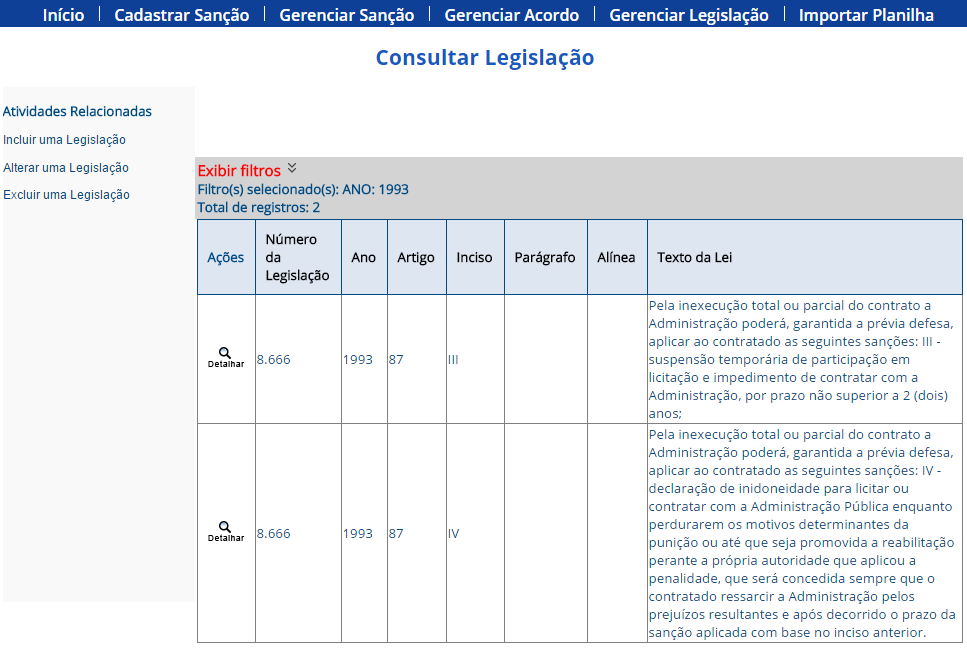 Início | Cadastrar Sanção | Gerenciar Sanção | Gerenciar Acordo | Gerenciar Legislação | Importar Planilha
Consultar Legislação
Atividades Relacionadas
Incluir uma Legislação
Alterar uma Legislação
Excluir uma Legislação
Exibir filtros
Filtro(s) selecionado(s): ANO: 1993
Total de registros: 2
Ações
Número
da
Legislação
Ano
Artigo
Inciso
Parágrafo
Alínea
Texto da Lei
Detalhar
8.666
1993
87
III
Pela inexecução total ou parcial do contrato a
Administração poderá, garantida a prévia defesa,
aplicar ao contratado as seguintes sanções: III -
suspensão temporária de participação em
licitação e impedimento de contratar com a
Administração, por prazo não superior a 2 (dois)
anos;
Detalhar
8.666
1993
87
IV
Pela inexecução total ou parcial do contrato a
Administração poderá, garantida a prévia defesa,
aplicar ao contratado as seguintes sanções: IV -
declaração de inidoneidade para licitar ou
contratar com a Administração Pública enquanto
perdurarem os motivos determinantes da
punição ou até que seja promovida a reabilitação
perante a própria autoridade que aplicou a
penalidade, que será concedida sempre que o
contratado ressarcir a Administração pelos
prejuízos resultantes e após decorrido o prazo da
sanção aplicada com base no inciso anterior.